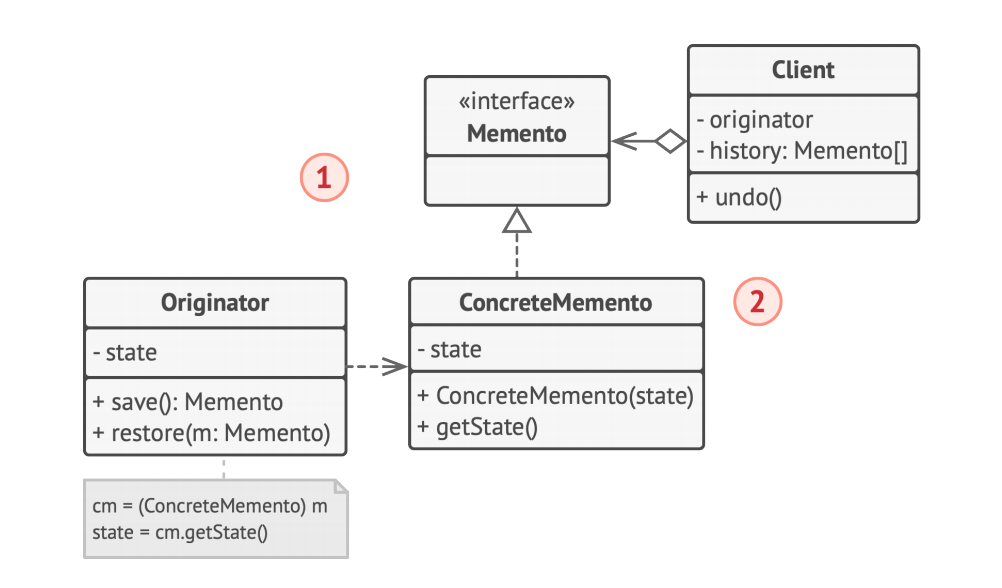 Client
- originator
- history: Memento[]
+ undo()
«interface»
Memento
1
Originator
- state
+ save(): Memento
+ restore(m: Memento)
ConcreteMemento
- state
+ ConcreteMemento(state)
+ getState()
2
cm = (ConcreteMemento) m
state = cm.getState()